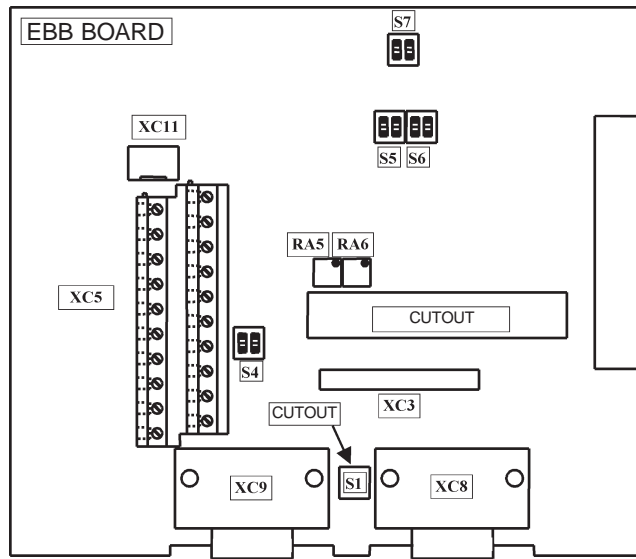 EBB BOARD
S7
XC11
S5 S6
RA5 RA6
XC5
CUTOUT
S4
XC3
CUTOUT
XC9
S1
XC8